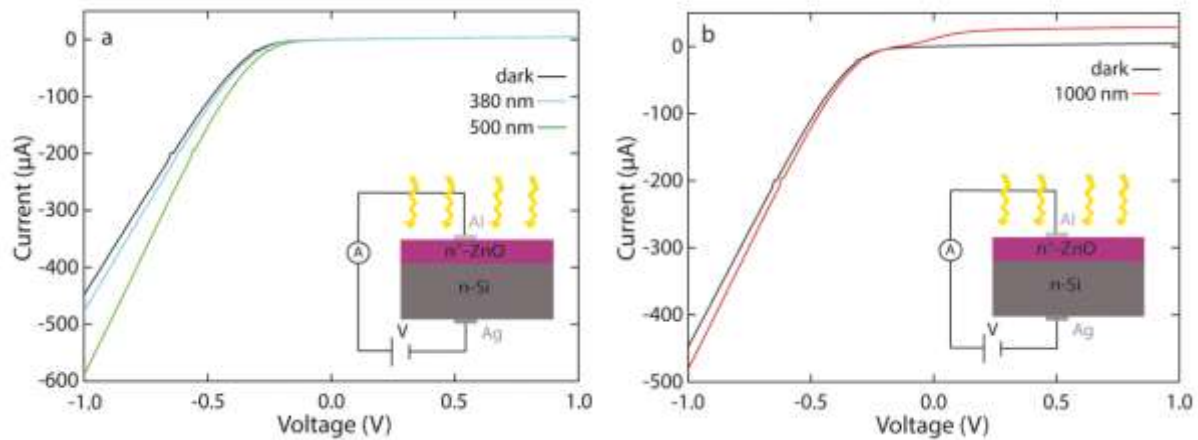 a
dark
380 nm
500 nm
0
-100
-200
-300
-400
-500
-600
Current (µA)
-1.0
-0.5
0.0
0.5
1.0
Voltage (V)
A
Al
n⁺-ZnO
n-Si
V
Ag
b
dark
1000 nm
0
-100
-200
-300
-400
-500
Current (µA)
-1.0
-0.5
0.0
0.5
1.0
Voltage (V)
A
Al
n⁺-ZnO
n-Si
V
Ag